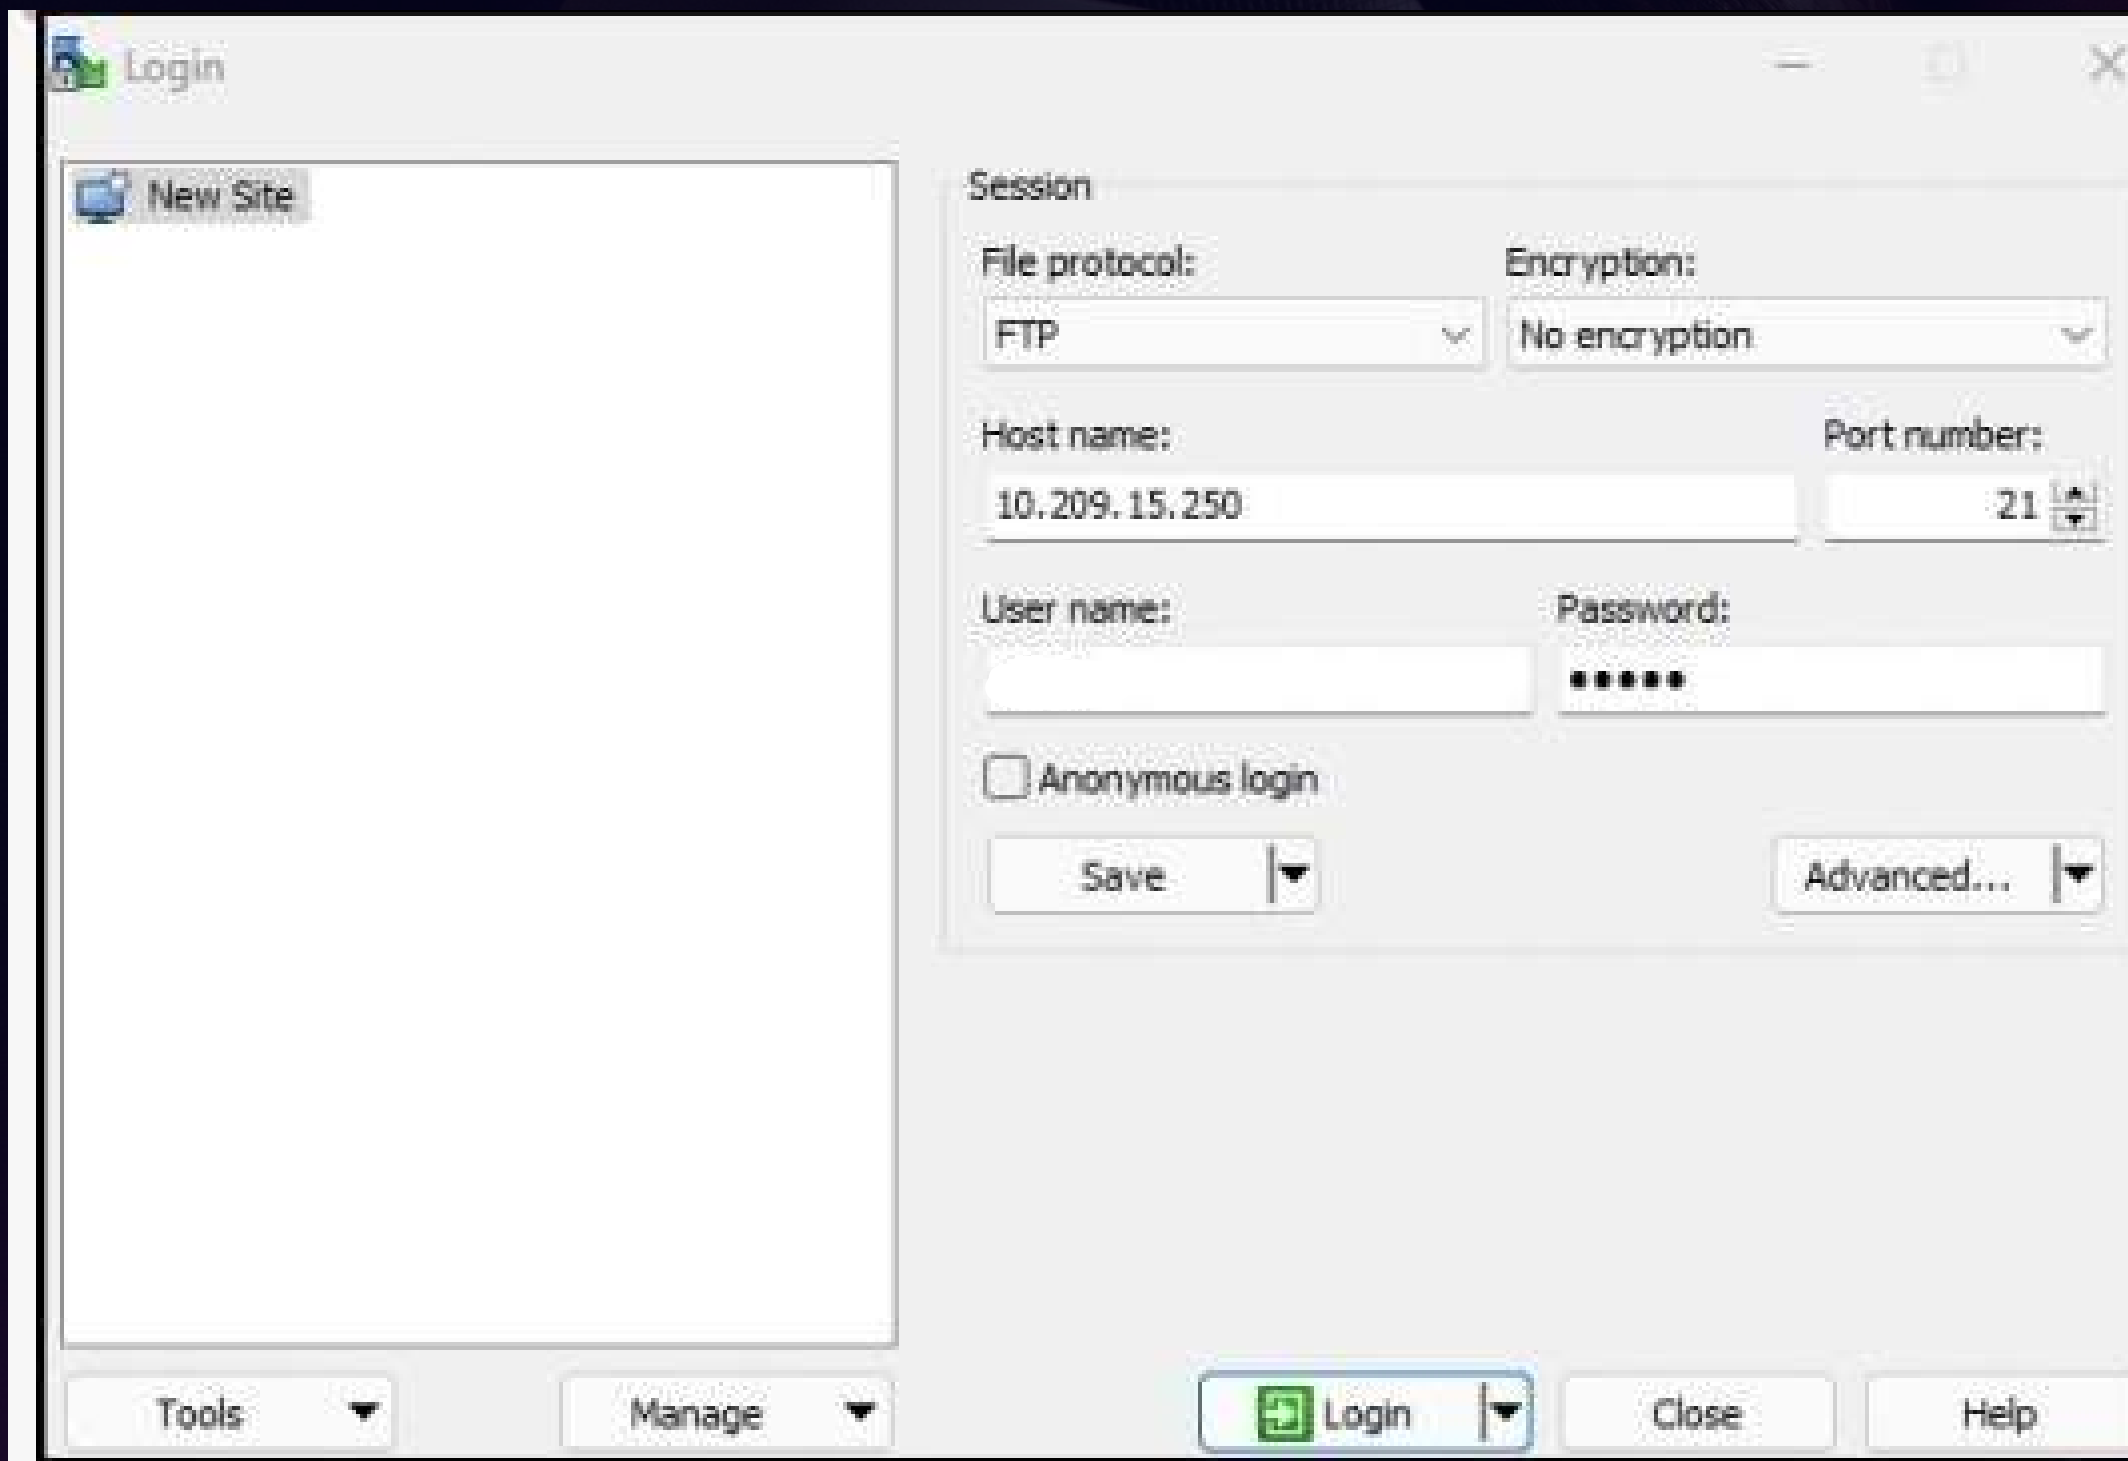 Login
New Site
Session
File protocol: Encryption:
FTP No encryption
Host name: Port number:
10.209.15.250 21
User name: Password:
•••••
Anonymous login
Save Advanced...
Tools Manage Login Close Help